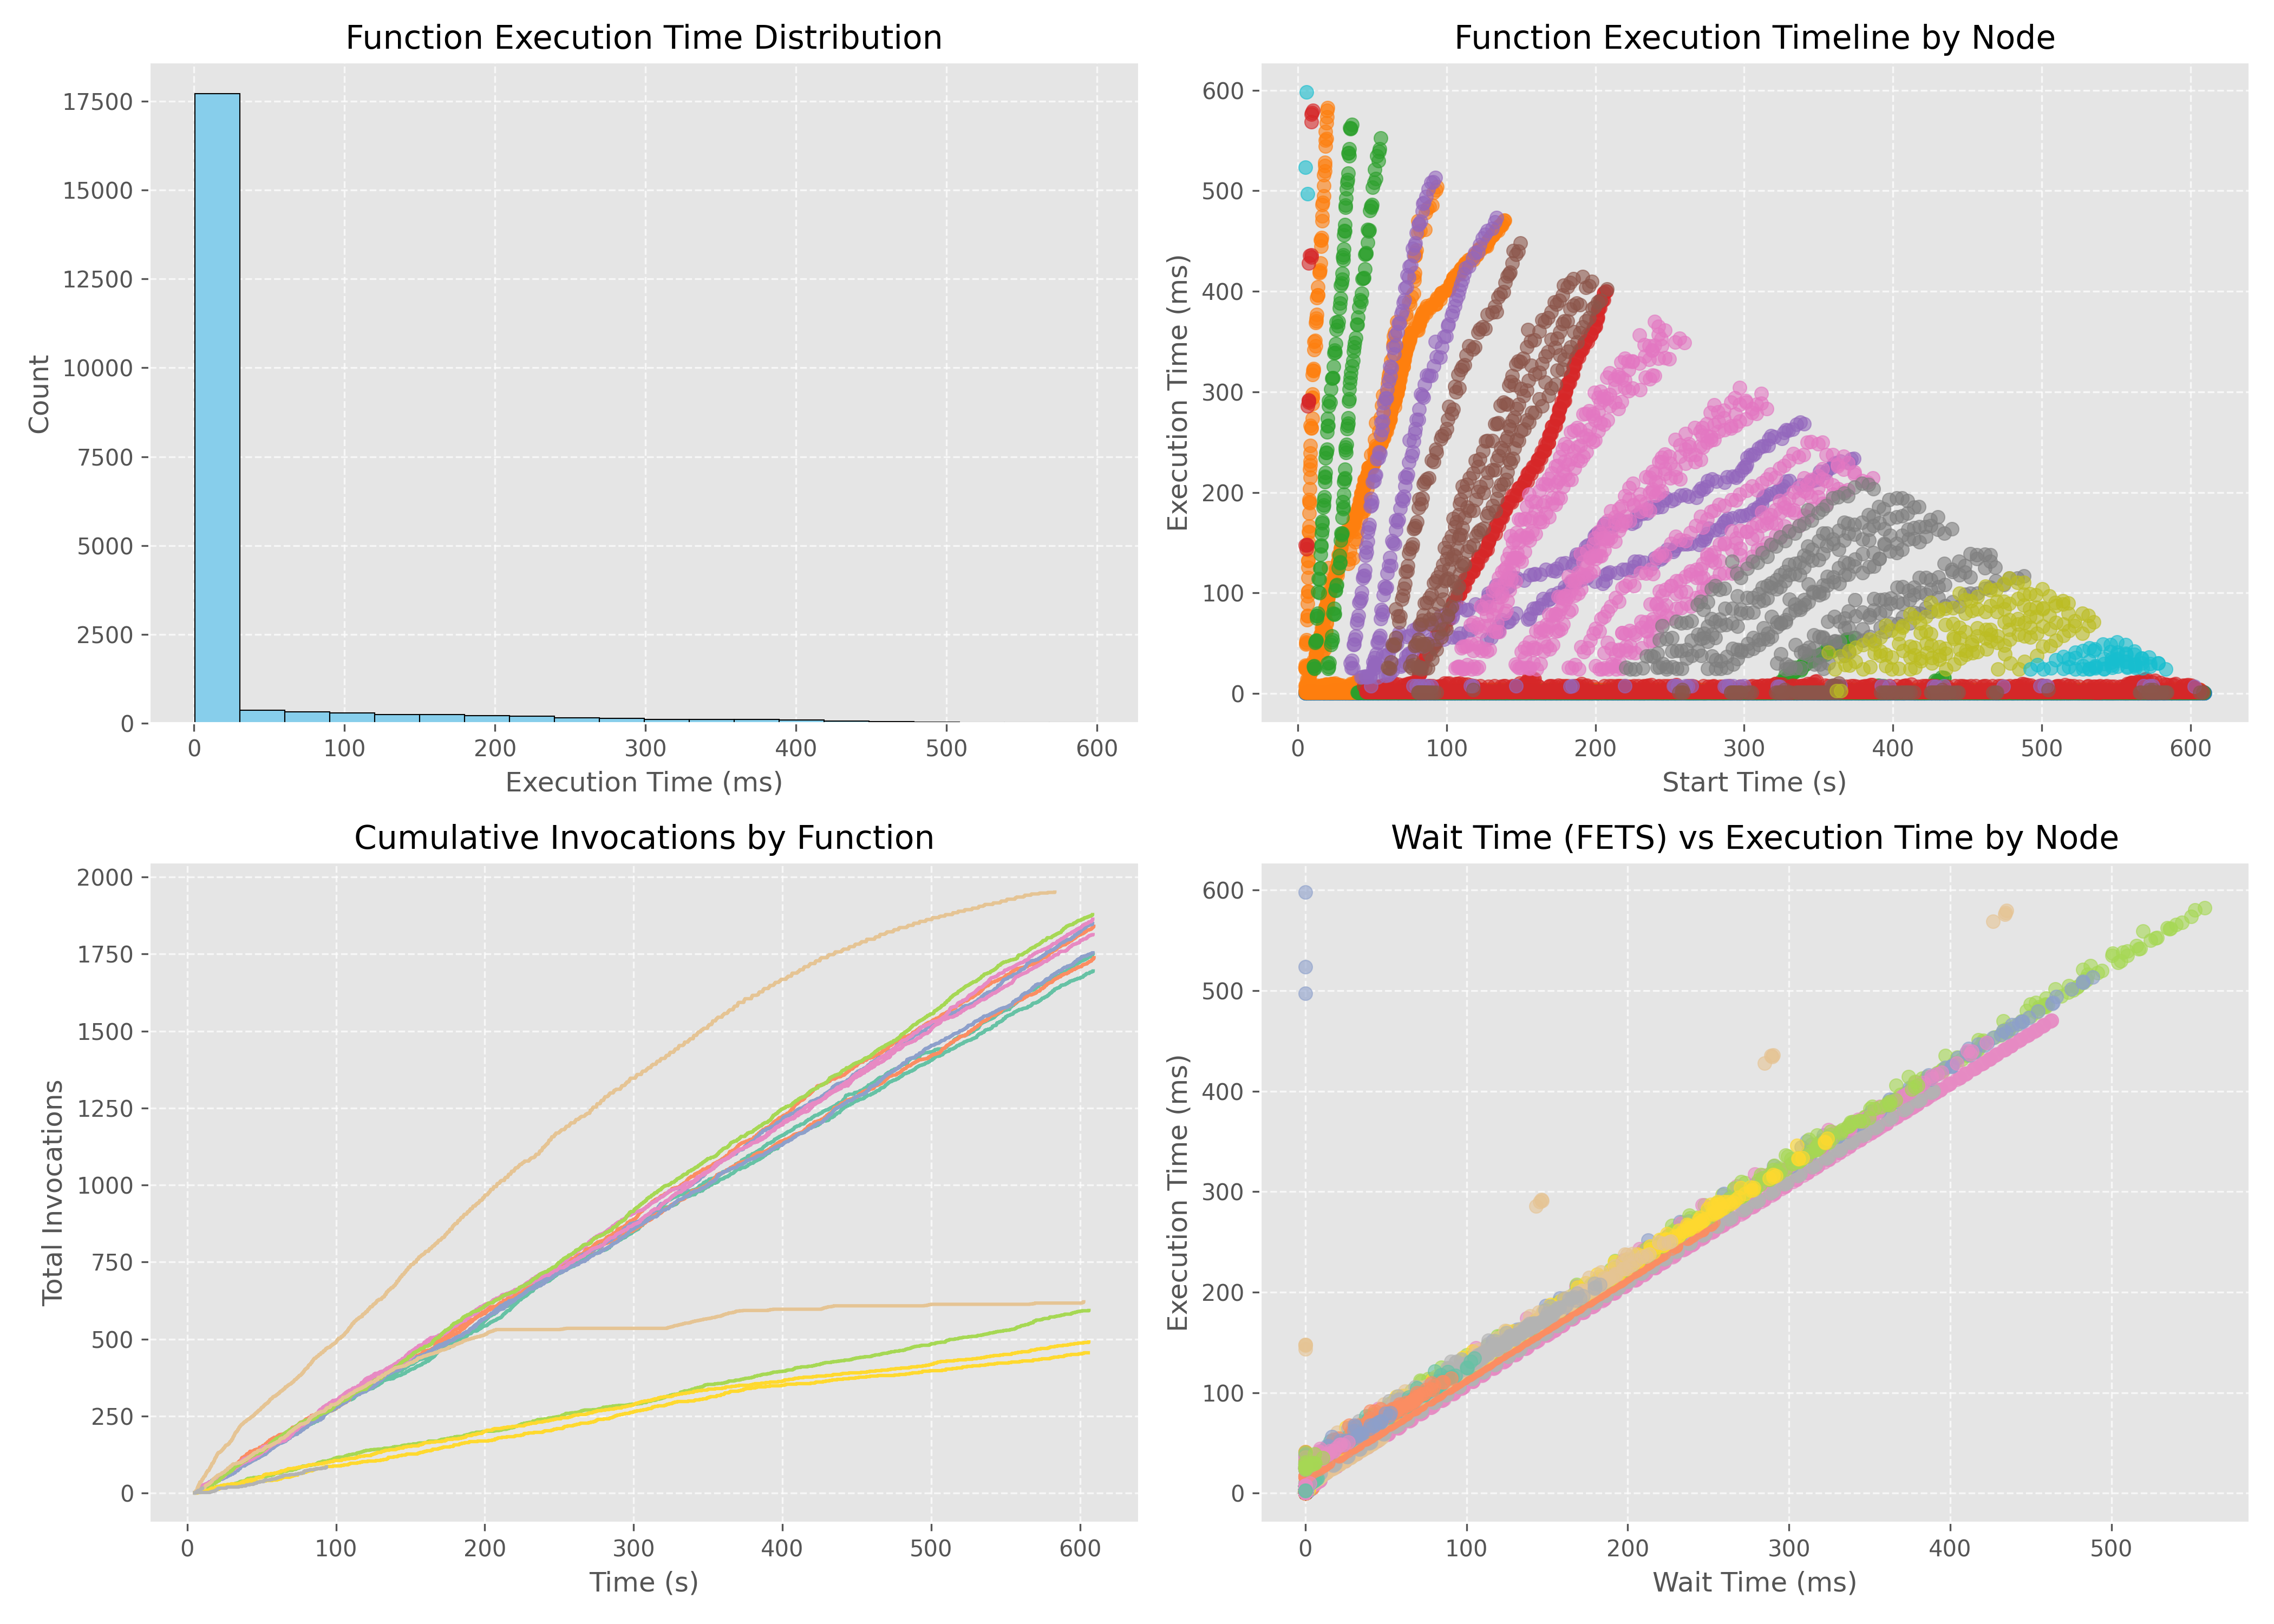 Function Execution Time Distribution
17500
15000
12500
10000
7500
5000
2500
0
Count
0 100 200 300 400 500 600
Execution Time (ms)
Function Execution Timeline by Node
600
500
400
300
200
100
0
Execution Time (ms)
0 100 200 300 400 500 600
Start Time (s)
Cumulative Invocations by Function
2000
1750
1500
1250
1000
750
500
250
0
Total Invocations
0 100 200 300 400 500 600
Time (s)
Wait Time (FETS) vs Execution Time by Node
600
500
400
300
200
100
0
Execution Time (ms)
0 100 200 300 400 500
Wait Time (ms)